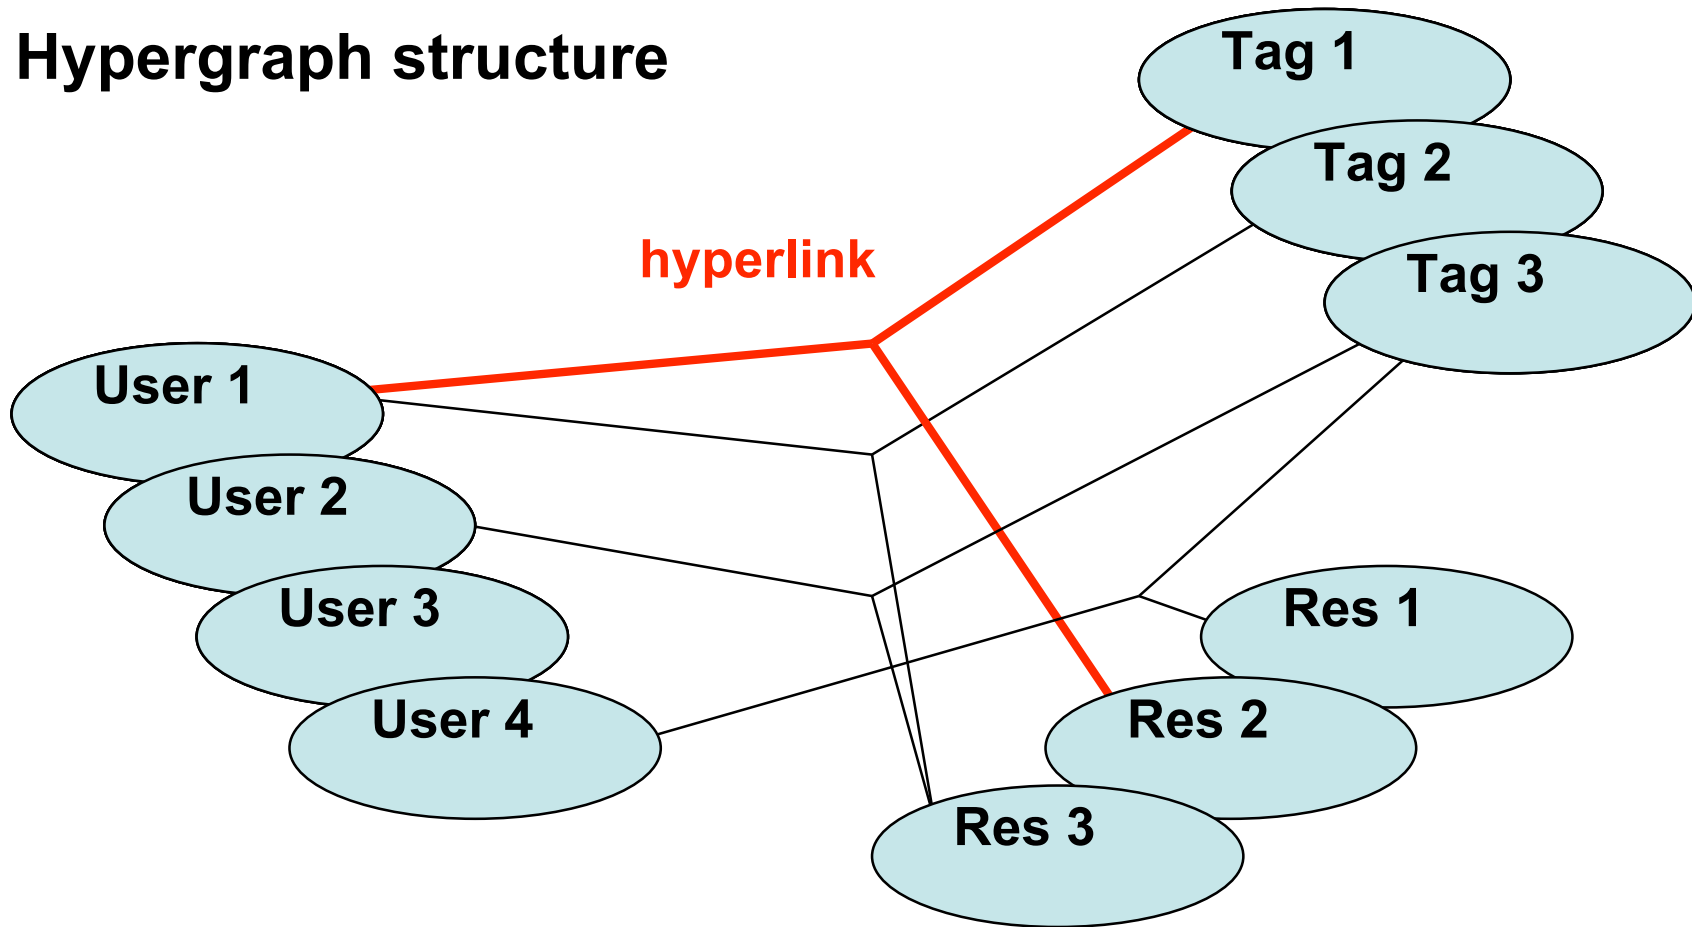 Hypergraph structure
Tag 1
Tag 2
Tag 3
hyperlink
User 1
User 2
User 3
User 4
Res 1
Res 2
Res 3